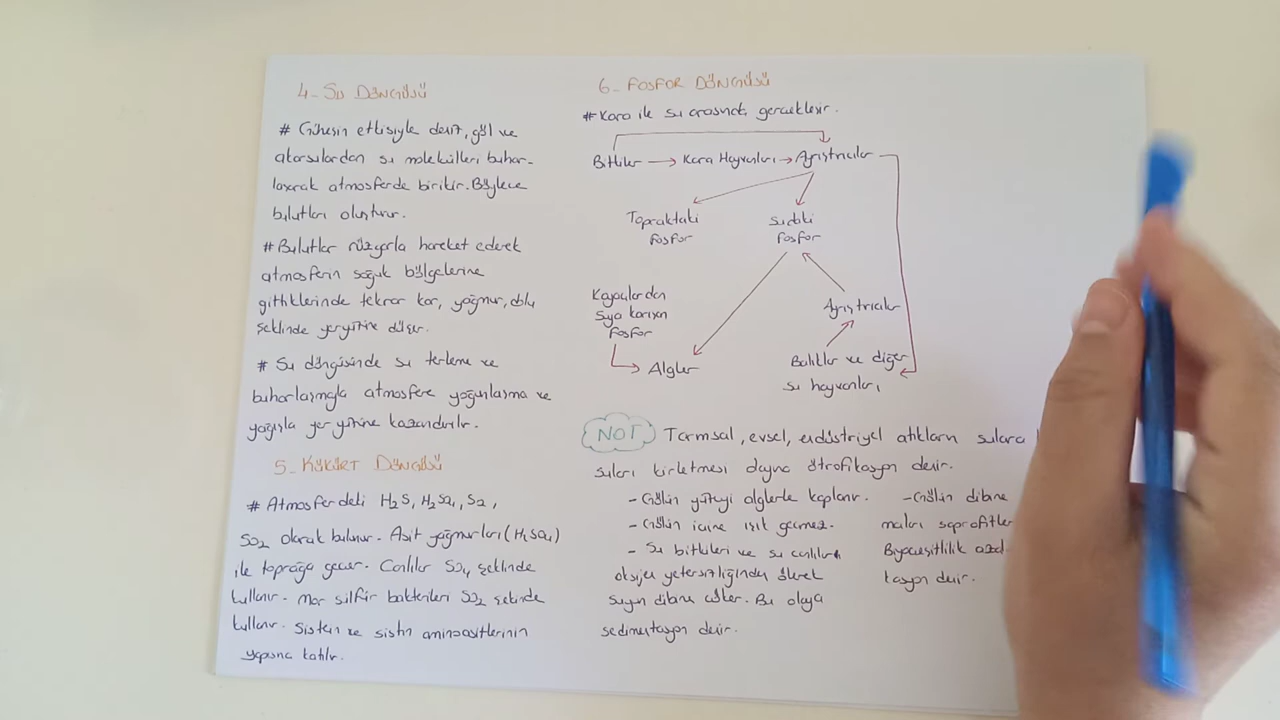 4- Su Döngüsü
# Güneşin etkisiyle deniz, göl ve
akarsulardan su molekülleri buhar-
laşarak atmosferde birikir. Böylece
bulutları oluşturur.
# Bulutlar rüzgarla hareket ederek
atmosferin soğuk bölgelerine
gittiklerinde tekrar kar, yağmur, dolu
şeklinde yeryüzüne düşer.
# Su döngüsünde su terleme ve
buharlaşmayla atmosfere yoğunlaşma ve
yağışla yeryüzüne kazandırılır.
5- Kükürt Döngüsü
# Atmosferdeki H2S, H2SO4, S2,
SO2 olarak bulunur. Asit yağmurları (H2SO4)
ile toprağa geçer. Canlılar SO4 şeklinde
kullanır. Mor sülfür bakterileri SO2 şeklinde
kullanır. Sistein ve sistin aminoasitlerinin
yapısına katılır.
6- Fosfor Döngüsü
# Kara ile su arasında gerçekleşir.
Bitkiler → Kara Hayvanları → Ayrıştırıcılar
Topraktaki
fosfor
Sudaki
fosfor
Kayaçlardan
Suya karışan
fosfor
Ayrıştırıcılar
Algler
Balıklar ve diğer
su hayvanları
NOT Tarımsal, evsel, endüstriyel atıkların sulara
suları kirletmesi olayına ötrofikasyon denir.
- Gölün yüzeyi alglerle kaplanır.
- Gölün içine ışık geçmez.
- Su bitkileri ve su canlıları
oksijen yetersizliğinden ölerek
suyun dibine çöker. Bu olaya
sedimentasyon denir.
- Gölün dibine
maları saprofitler
Biyoçeşitlilik azal
tasyon denir.